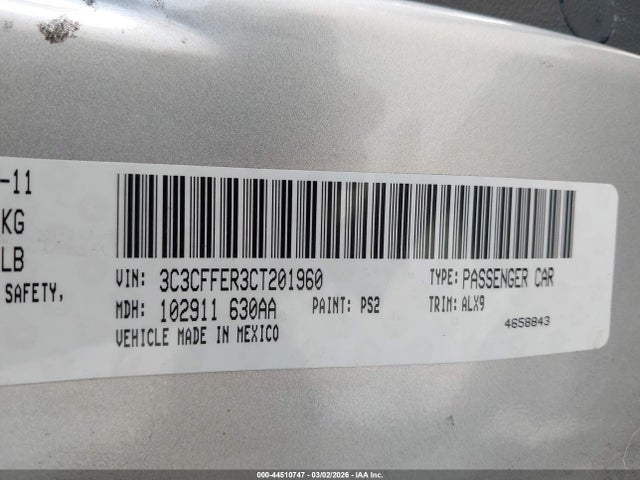 -11
KG
LB
SAFETY,
VIN: 3C3CFFER3CT201960 TYPE: PASSENGER CAR
MDH: 102911 630AA PAINT: PS2 TRIM: ALX9
VEHICLE MADE IN MEXICO 4658843
000-44510747 - 03/02/2026 - IAA Inc.